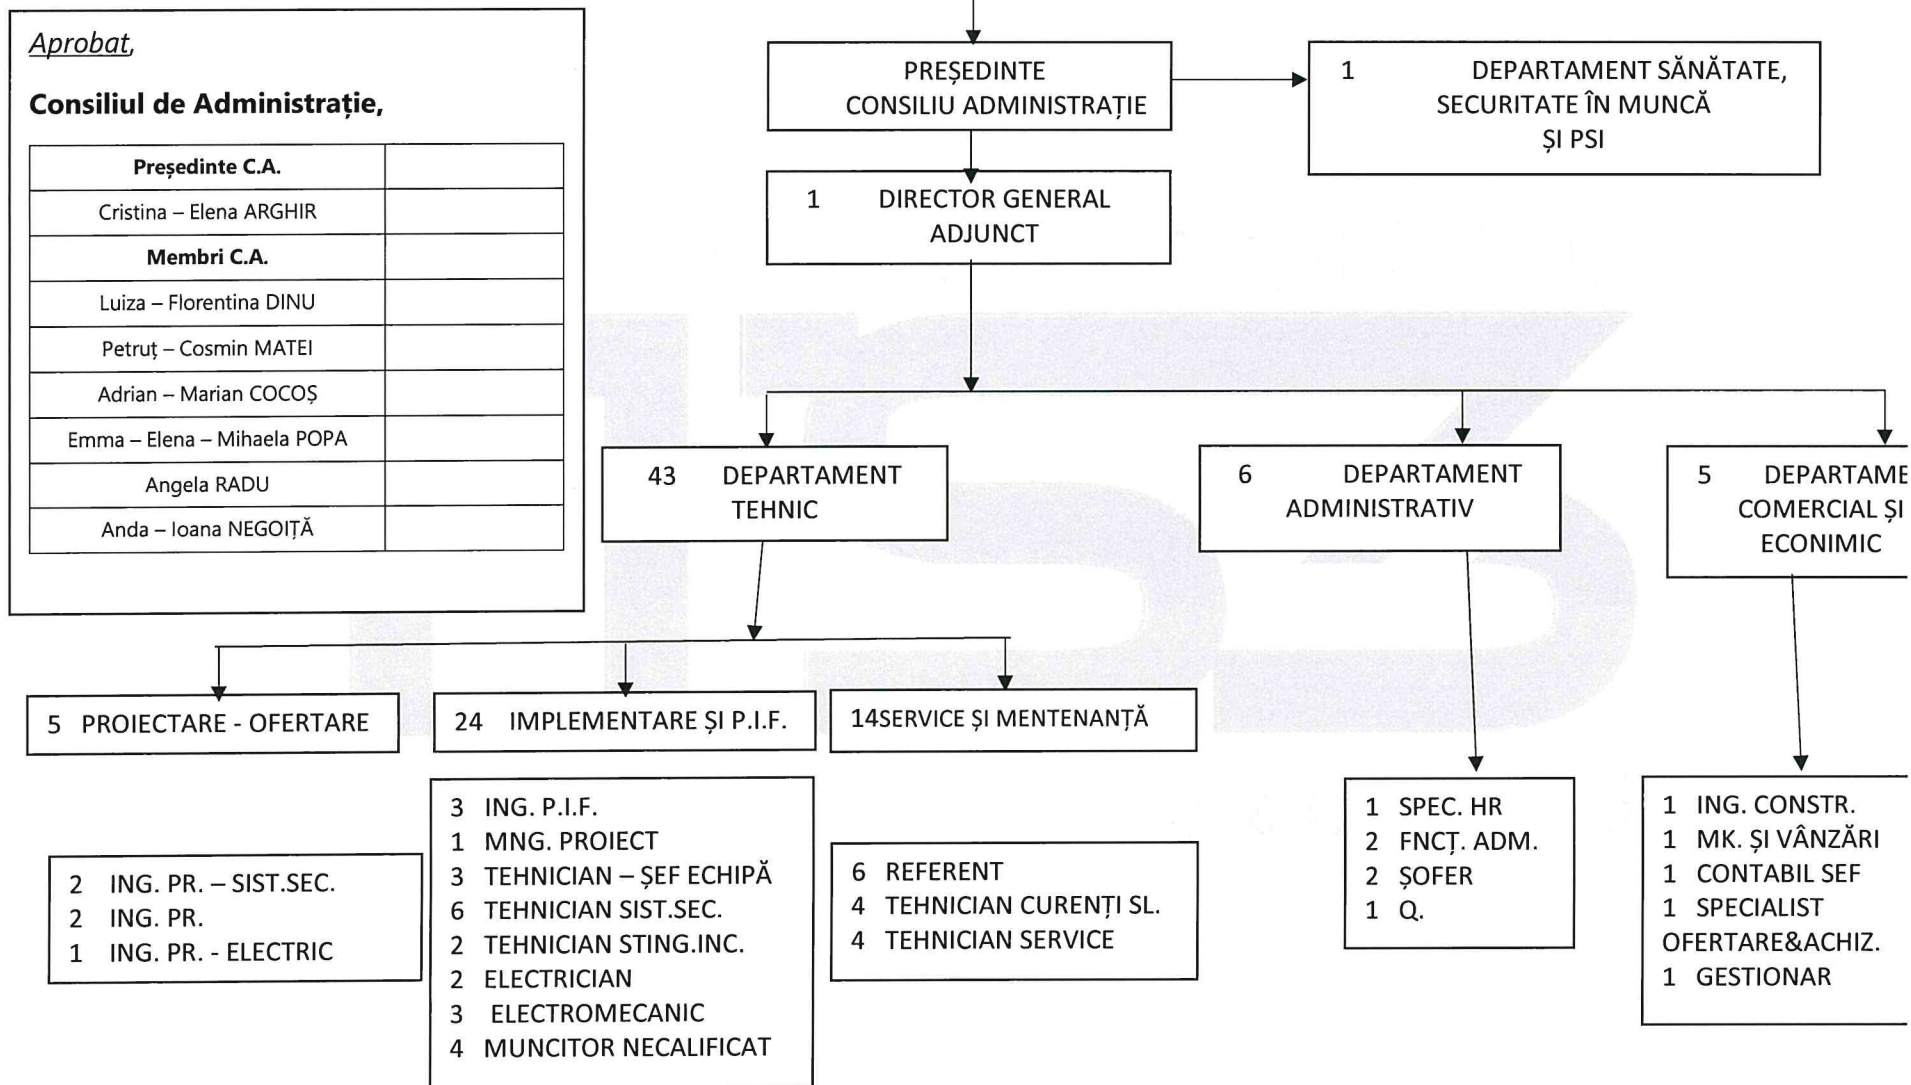 Aprobat,
Consiliul de Administrație,
Președinte C.A.
Cristina – Elena ARGHIR
Membri C.A.
Luiza – Florentina DINU
Petruț – Cosmin MATEI
Adrian – Marian COCOȘ
Emma – Elena – Mihaela POPA
Angela RADU
Anda – Ioana NEGOIȚĂ
PREȘEDINTE
CONSILIU ADMINISTRAȚIE
1 DEPARTAMENT SĂNĂTATE,
SECURITATE ÎN MUNCĂ
ȘI PSI
1 DIRECTOR GENERAL
ADJUNCT
43 DEPARTAMENT
TEHNIC
6 DEPARTAMENT
ADMINISTRATIV
5 DEPARTAME
COMERCIAL ȘI
ECONIMIC
5 PROIECTARE - OFERTARE
24 IMPLEMENTARE ȘI P.I.F.
14SERVICE ȘI MENTENANȚĂ
2 ING. PR. – SIST.SEC.
2 ING. PR.
1 ING. PR. - ELECTRIC
3 ING. P.I.F.
1 MNG. PROIECT
3 TEHNICIAN – ȘEF ECHIPĂ
6 TEHNICIAN SIST.SEC.
2 TEHNICIAN STING.INC.
2 ELECTRICIAN
3 ELECTROMECANIC
4 MUNCITOR NECALIFICAT
6 REFERENT
4 TEHNICIAN CURENȚI SL.
4 TEHNICIAN SERVICE
1 SPEC. HR
2 FNCȚ. ADM.
2 ȘOFER
1 Q.
1 ING. CONSTR.
1 MK. ȘI VÂNZĂRI
1 CONTABIL SEF
1 SPECIALIST
OFERTARE&ACHIZ.
1 GESTIONAR